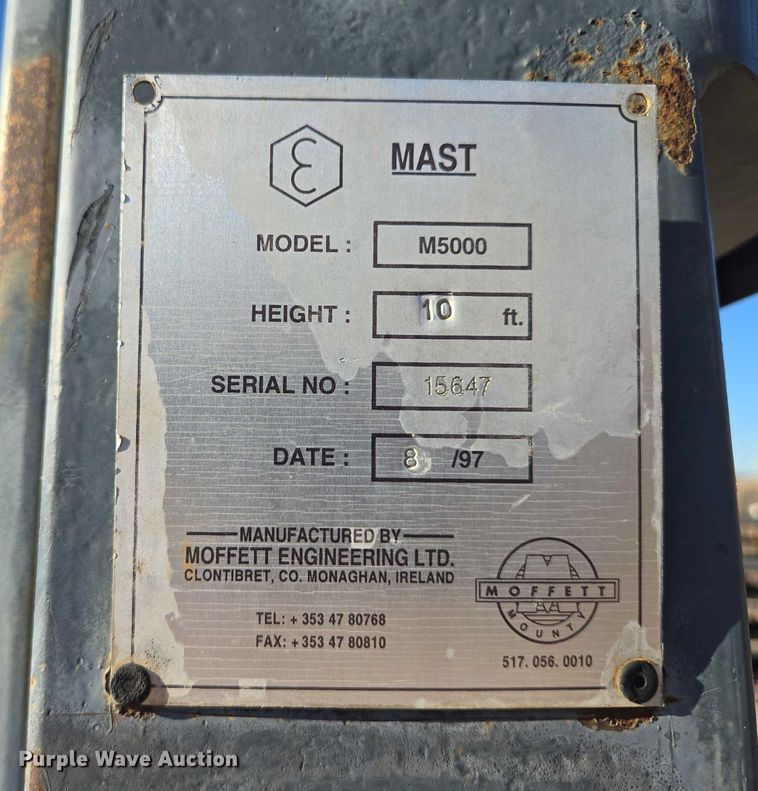 MAST
MODEL : M5000
HEIGHT : 10 ft.
SERIAL NO : 15647
DATE : 8 /97
MANUFACTURED BY
MOFFETT ENGINEERING LTD.
CLONTIBRET, CO. MONAGHAN, IRELAND
TEL: + 353 47 80768
FAX: + 353 47 80810
MOFFETT
MOUNTY
517. 056. 0010
Purple Wave Auction